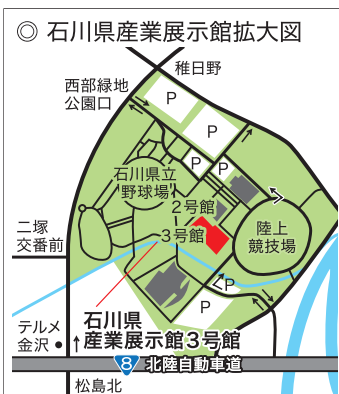 ◎ 石川県産業展示館拡大図
稚日野
西部緑地
公園口
P
P
P
P
石川県立
野球場
2号館
3号館
陸上
競技場
二塚
交番前
P
P
石川県
産業展示館3号館
テルメ
金沢
8 北陸自動車道
松島北